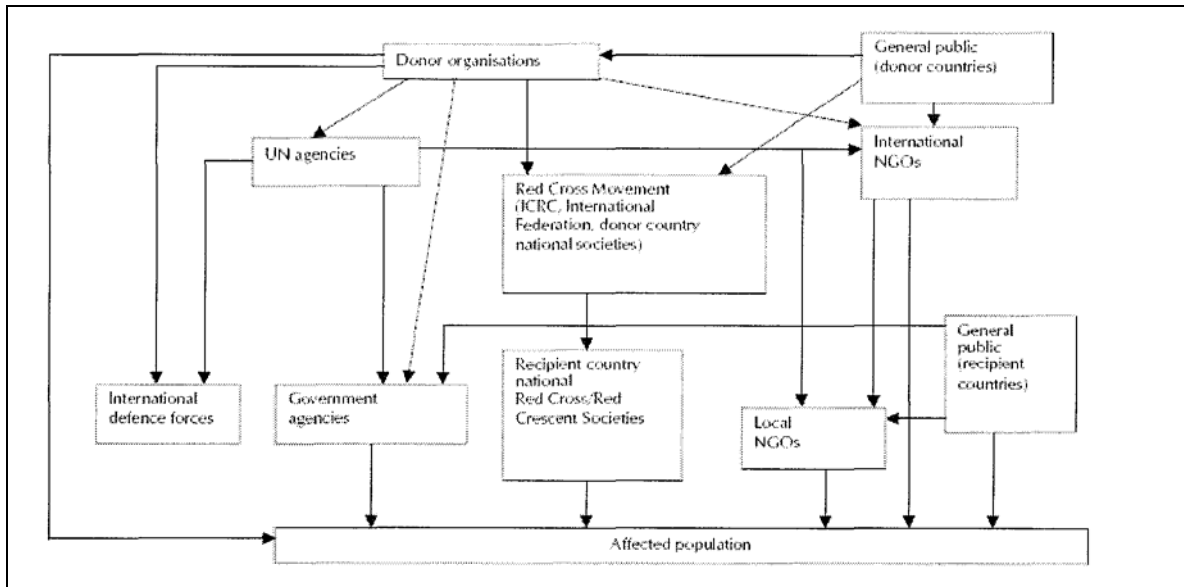 Donor organisations
General public
(donor countries)
UN agencies
International
NGOs
Red Cross Movement
(ICRC, International
Federation, donor country
national societies)
General
public
(recipient
countries)
Recipient country
national
Red Cross/Red
Crescent Societies
International
defence forces
Government
agencies
Local
NGOs
Affected population